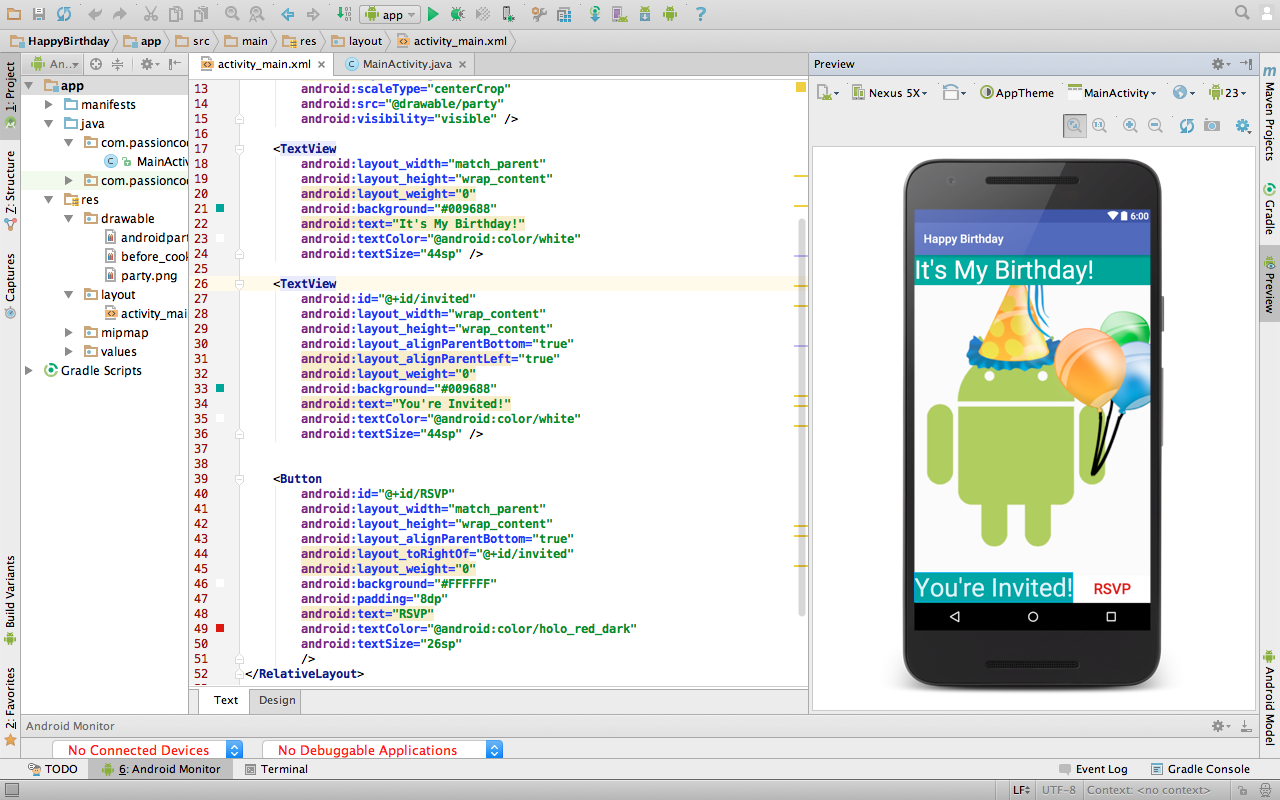 app
HappyBirthday app src main res layout activity_main.xml
1: Project
Z: Structure
Captures
Build Variants
2: Favorites
An..
app
manifests
java
com.passionco
MainActiv
com.passionco
res
drawable
androidpart
before_cook
party.png
layout
activity_mai
mipmap
values
Gradle Scripts
activity_main.xml MainActivity.java
13 android:scaleType="centerCrop"
14 android:src="@drawable/party"
15 android:visibility="visible" />
16
17 <TextView
18 android:layout_width="match_parent"
19 android:layout_height="wrap_content"
20 android:layout_weight="0"
21 android:background="#009688"
22 android:text="It's My Birthday!"
23 android:textColor="@android:color/white"
24 android:textSize="44sp" />
25
26 <TextView
27 android:id="@+id/invited"
28 android:layout_width="wrap_content"
29 android:layout_height="wrap_content"
30 android:layout_alignParentBottom="true"
31 android:layout_alignParentLeft="true"
32 android:layout_weight="0"
33 android:background="#009688"
34 android:text="You're Invited!"
35 android:textColor="@android:color/white"
36 android:textSize="44sp" />
37
38
39 <Button
40 android:id="@+id/RSVP"
41 android:layout_width="match_parent"
42 android:layout_height="wrap_content"
43 android:layout_alignParentBottom="true"
44 android:layout_toRightOf="@+id/invited"
45 android:layout_weight="0"
46 android:background="#FFFFFF"
47 android:padding="8dp"
48 android:text="RSVP"
49 android:textColor="@android:color/holo_red_dark"
50 android:textSize="26sp"
51 />
52 </RelativeLayout>
Text Design
Preview
Nexus 5X AppTheme MainActivity 23
6:00
Happy Birthday
It's My Birthday!
You're Invited! RSVP
Maven Projects
Gradle
Preview
Android Model
Android Monitor
No Connected Devices No Debuggable Applications
TODO 6: Android Monitor Terminal Event Log Gradle Console
LF UTF-8 Context: <no context>